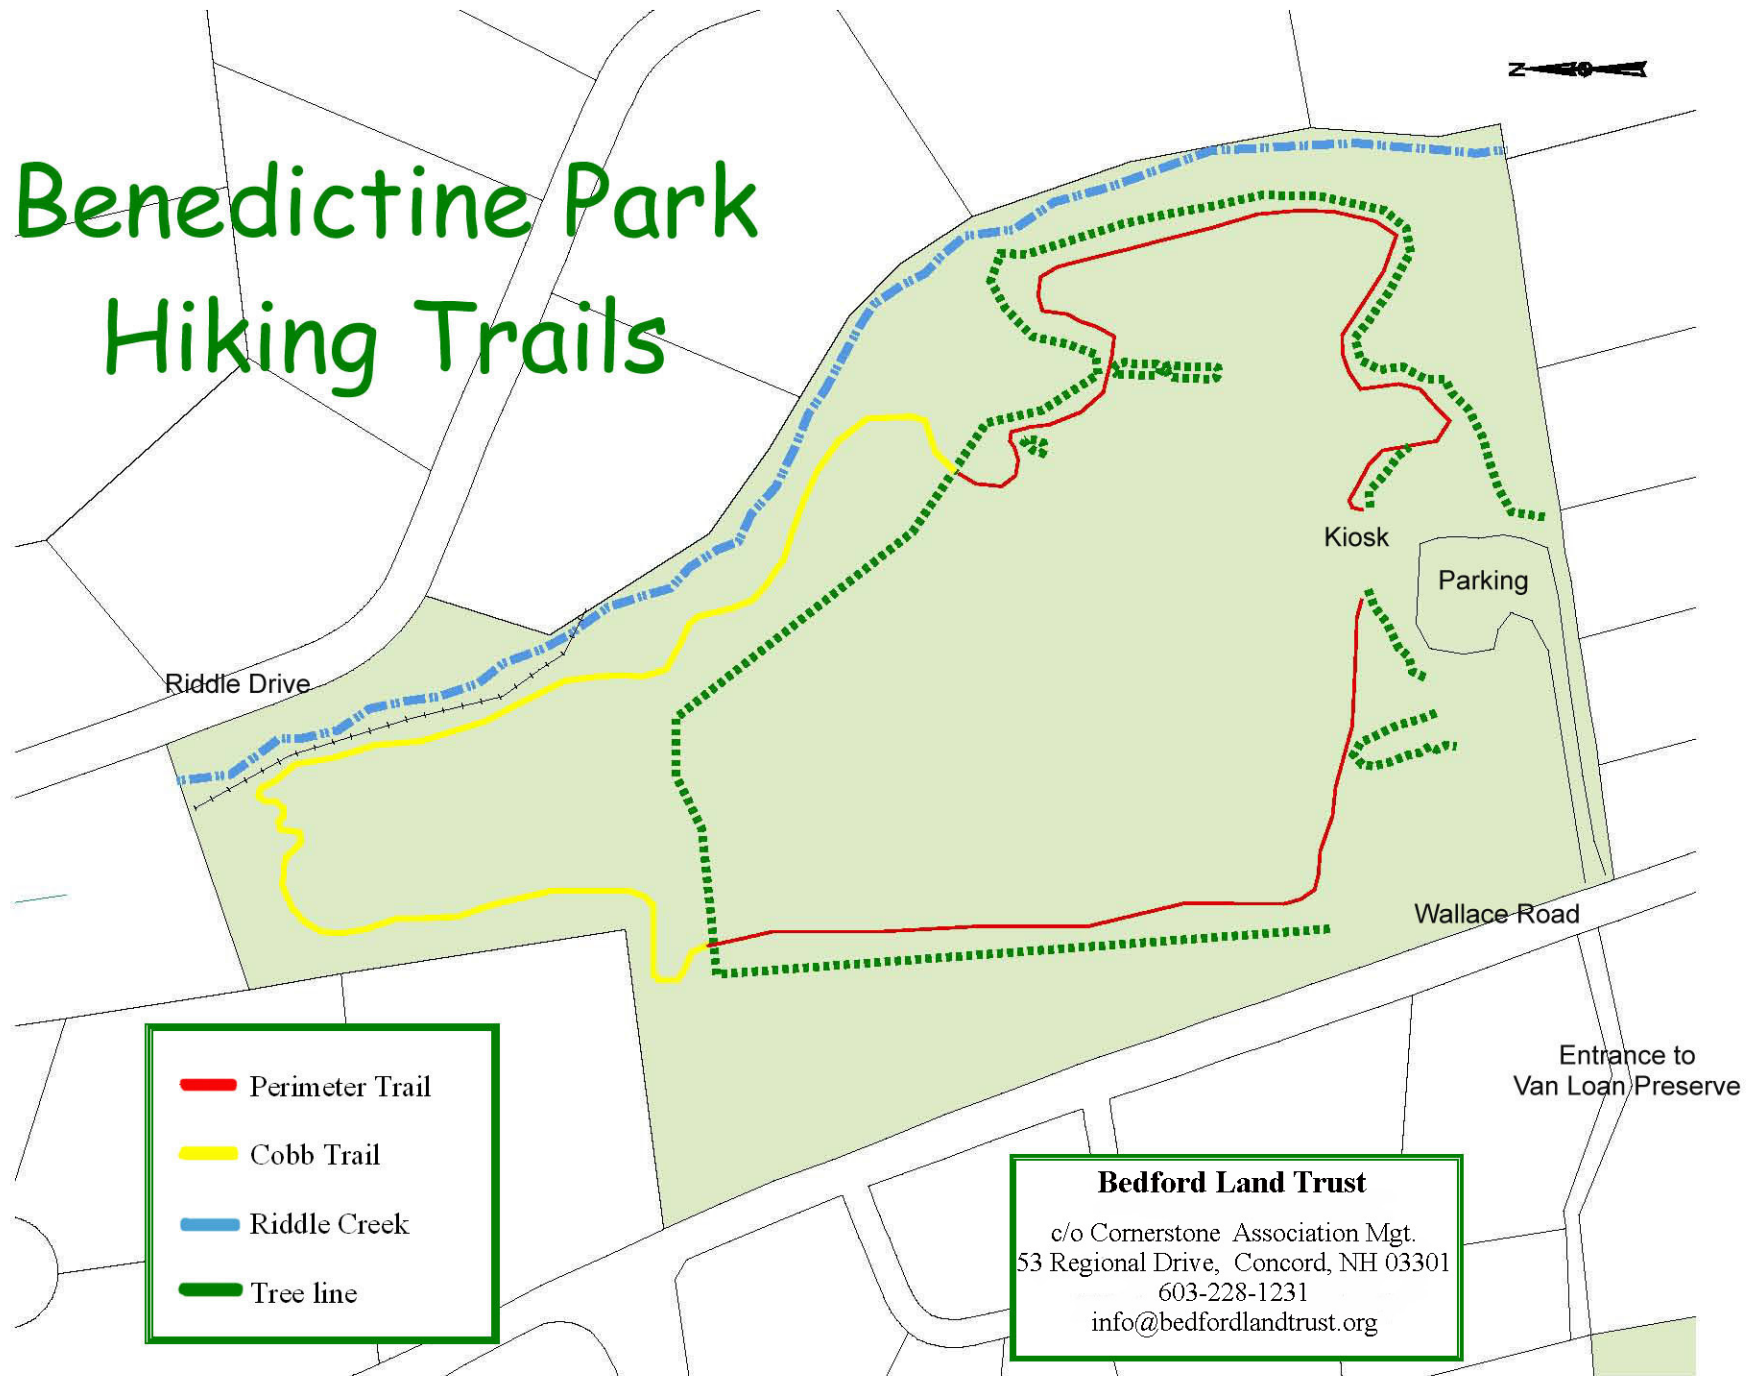 N
Benedictine Park
Hiking Trails
Kiosk
Parking
Riddle Drive
Wallace Road
Entrance to
Van Loan Preserve
Perimeter Trail
Cobb Trail
Riddle Creek
Tree line
Bedford Land Trust
c/o Cornerstone Association Mgt.
53 Regional Drive, Concord, NH 03301
603-228-1231
info@bedfordlandtrust.org